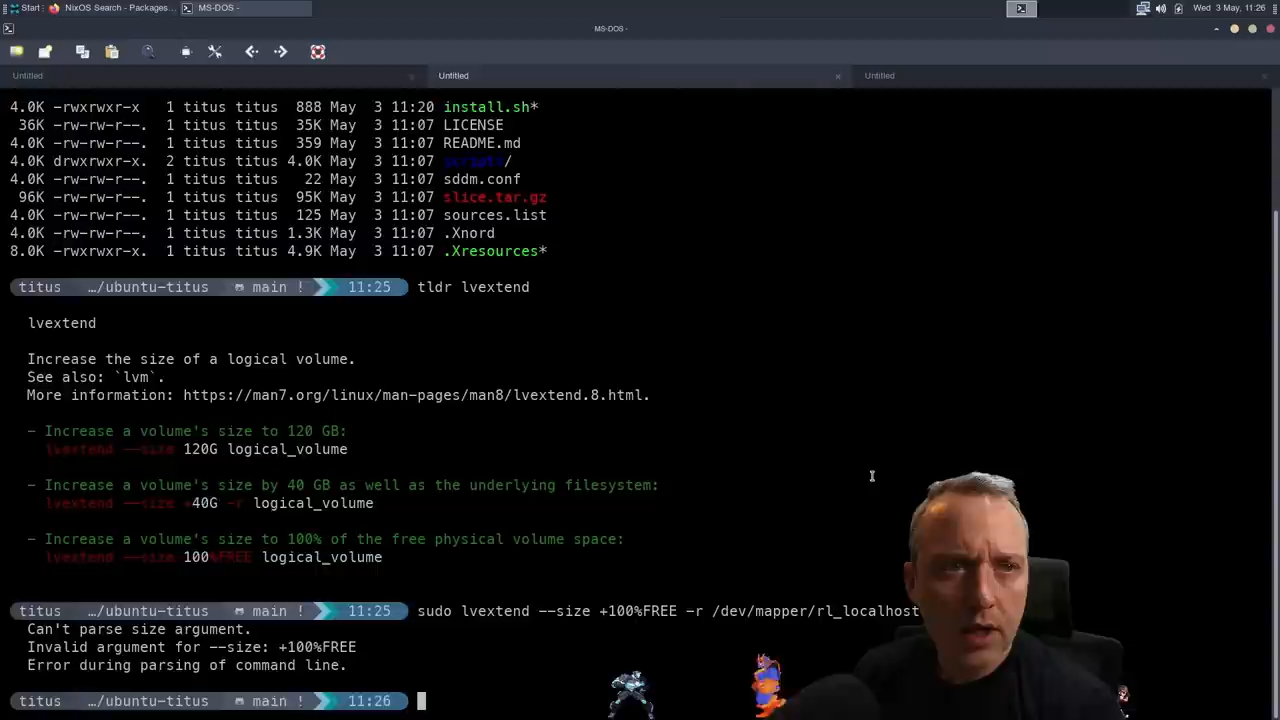 Start NixOS Search - Packages... MS-DOS - Wed 3 May, 11:26
MS-DOS -
Untitled Untitled Untitled
4.0K -rwxrwxr-x 1 titus titus 888 May 3 11:20 install.sh*
36K -rw-rw-r--. 1 titus titus 35K May 3 11:07 LICENSE
4.0K -rw-rw-r--. 1 titus titus 359 May 3 11:07 README.md
4.0K drwxrwxr-x. 2 titus titus 4.0K May 3 11:07 scripts/
4.0K -rw-rw-r--. 1 titus titus 22 May 3 11:07 sddm.conf
96K -rw-rw-r--. 1 titus titus 95K May 3 11:07 slice.tar.gz
4.0K -rw-rw-r--. 1 titus titus 125 May 3 11:07 sources.list
4.0K -rw-rw-r--. 1 titus titus 1.3K May 3 11:07 .Xnord
8.0K -rwxrwxr-x. 1 titus titus 4.9K May 3 11:07 .Xresources*
titus …/ubuntu-titus main ! 11:25 tldr lvextend
lvextend
Increase the size of a logical volume.
See also: `lvm`.
More information: https://man7.org/linux/man-pages/man8/lvextend.8.html.
- Increase a volume's size to 120 GB:
lvextend --size 120G logical_volume
- Increase a volume's size by 40 GB as well as the underlying filesystem:
lvextend --size +40G -r logical_volume
- Increase a volume's size to 100% of the free physical volume space:
lvextend --size 100%FREE logical_volume
titus …/ubuntu-titus main ! 11:25 sudo lvextend --size +100%FREE -r /dev/mapper/rl_localhost
Can't parse size argument.
Invalid argument for --size: +100%FREE
Error during parsing of command line.
titus …/ubuntu-titus main ! 11:26